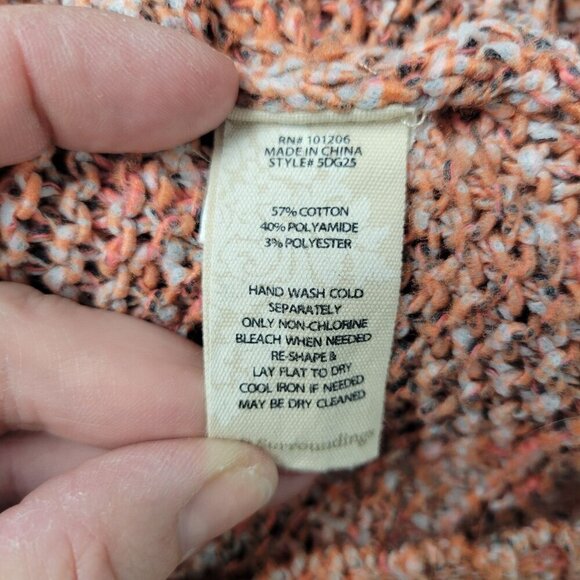 RN# 101206
MADE IN CHINA
STYLE# 5DG25
57% COTTON
40% POLYAMIDE
3% POLYESTER
HAND WASH COLD
SEPARATELY
ONLY NON-CHLORINE
BLEACH WHEN NEEDED
RE-SHAPE &
LAY FLAT TO DRY
COOL IRON IF NEEDED
MAY BE DRY CLEANED
Surroundings